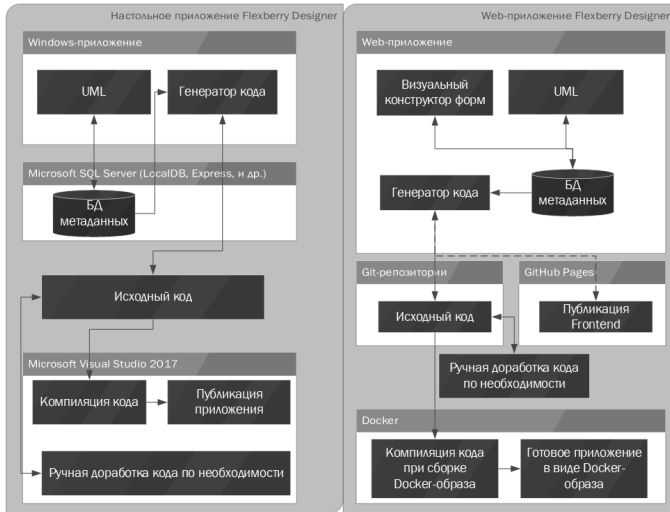 Настольное приложение Flexberry Designer
Windows-приложение
UML
Генератор кода
Microsoft SQL Server (LocalDB, Express, и др.)
БД
метаданных
Исходный код
Microsoft Visual Studio 2017
Компиляция кода
Публикация
приложения
Ручная доработка кода по необходимости
Web-приложение Flexberry Designer
Web-приложение
Визуальный
конструктор форм
UML
Генератор кода
БД
метаданных
Git-репозитории
GitHub Pages
Исходный код
Публикация
Frontend
Ручная доработка кода
по необходимости
Docker
Компиляция кода
при сборке
Docker-образа
Готовое приложение
в виде Docker-
образа